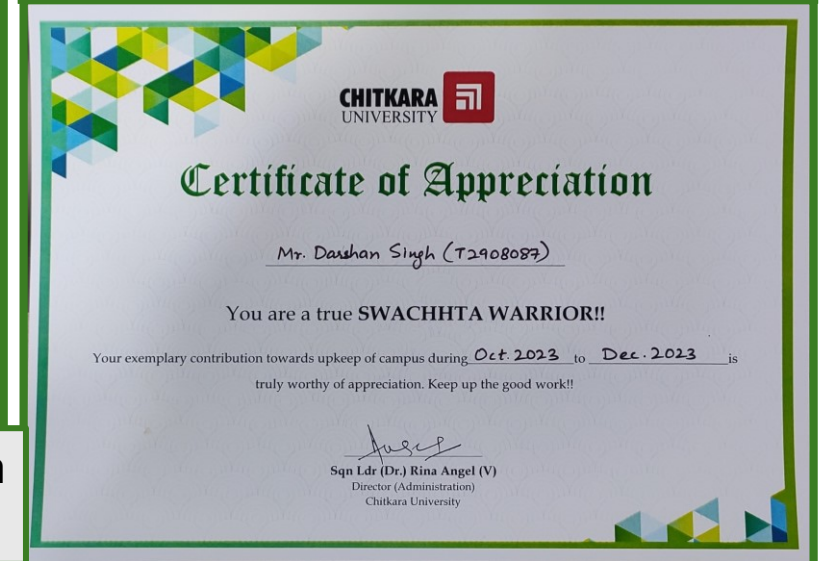 CHITKARA
UNIVERSITY
Certificate of Appreciation
Mr. Darshan Singh (T2908087)
You are a true SWACHHTA WARRIOR!!
Your exemplary contribution towards upkeep of campus during Oct. 2023 to Dec. 2023 is
truly worthy of appreciation. Keep up the good work!!
Sqn Ldr (Dr.) Rina Angel (V)
Director (Administration)
Chitkara University